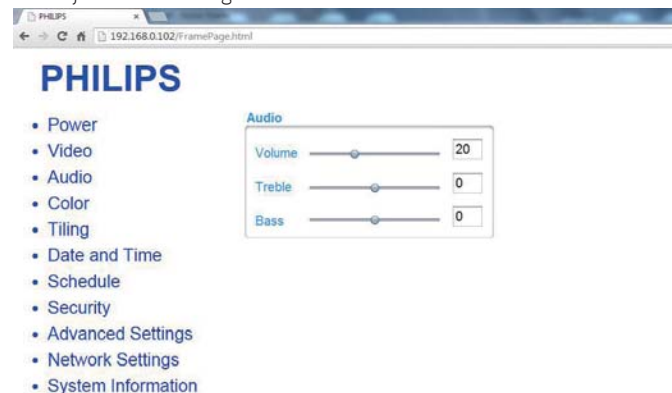 PHILIPS
192.168.0.102/FramePage.html
PHILIPS
• Power
• Video
• Audio
• Color
• Tiling
• Date and Time
• Schedule
• Security
• Advanced Settings
• Network Settings
• System Information
Audio
Volume 20
Treble 0
Bass 0